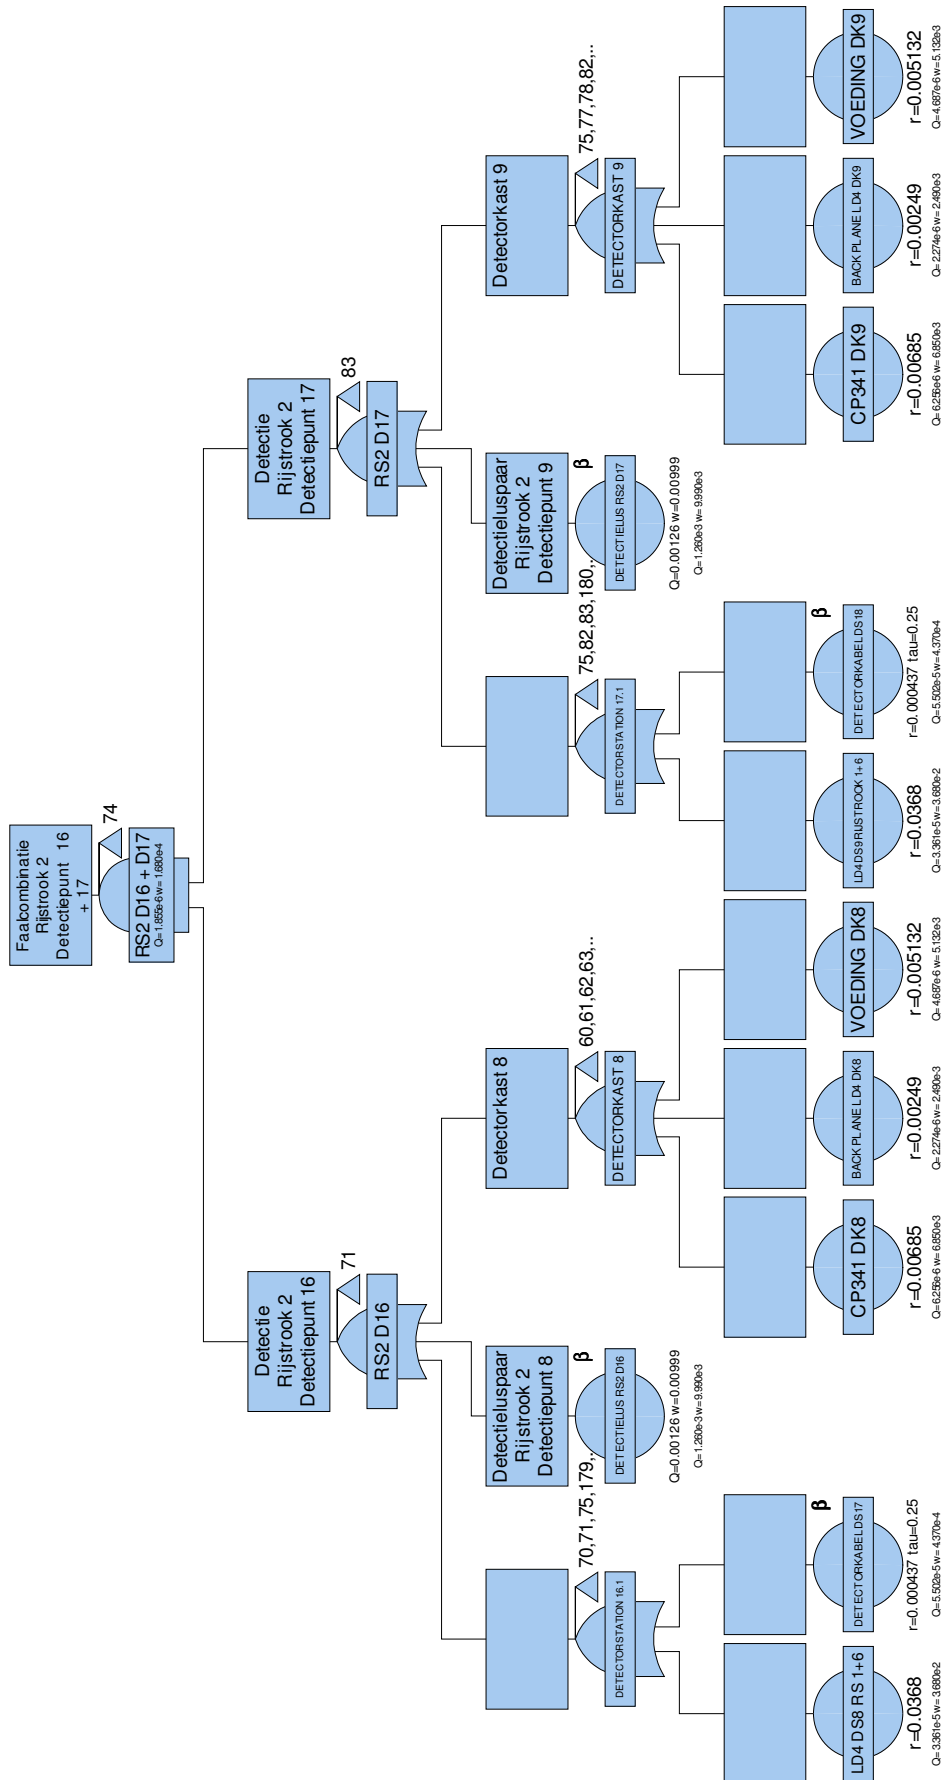 Faalcombinatie
Rijstrook 2
Detectiepunt 16
+ 17
74
RS2 D16 + D17
Q=1.855e-6 w= 1.680e-4
Detectie
Rijstrook 2
Detectiepunt 16
71
RS2 D16
Detectie
Rijstrook 2
Detectiepunt 17
83
RS2 D17
70,71,75,179,..
DETECTORSTATION 16.1
Detectieluspaar
Rijstrook 2
Detectiepunt 8
β
DETECTIELUS RS2 D16
Q=0.00126 w=0.00999
Q=1.260e-3 w= 9.990e-3
Detectorkast 8
60,61,62,63,..
DETECTORKAST 8
75,82,83,180,..
DETECTORSTATION 17.1
Detectieluspaar
Rijstrook 2
Detectiepunt 9
β
DETECTIELUS RS2 D17
Q=0.00126 w=0.00999
Q=1.260e-3 w= 9.990e-3
Detectorkast 9
75,77,78,82,..
DETECTORKAST 9
LD4 DS8 RS 1+6
r=0.0368
Q=3.361e-5 w= 3.680e-2
β
DETECTORKABEL DS17
r=0.000437 tau=0.25
Q=5.502e-5 w= 4.370e-4
CP341 DK8
r=0.00685
Q=6.256e-6 w= 6.850e-3
BACK PLANE LD4 DK8
r=0.00249
Q=2.274e-6 w= 2.490e-3
VOEDING DK8
r=0.005132
Q=4.687e-6 w= 5.132e-3
LD4 DS9 RIJSTROOK 1+6
r=0.0368
Q=3.361e-5 w= 3.680e-2
β
DETECTORKABEL DS18
r=0.000437 tau=0.25
Q=5.502e-5 w= 4.370e-4
CP341 DK9
r=0.00685
Q=6.256e-6 w= 6.850e-3
BACK PLANE LD4 DK9
r=0.00249
Q=2.274e-6 w= 2.490e-3
VOEDING DK9
r=0.005132
Q=4.687e-6 w= 5.132e-3